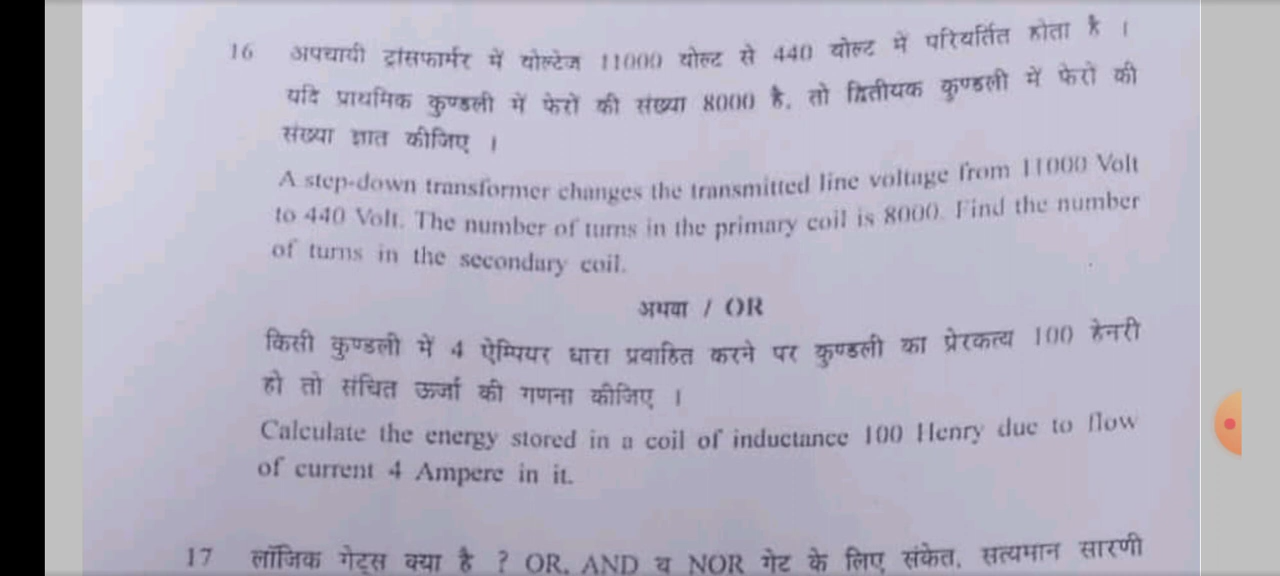 16 अपचायी ट्रांसफार्मर में वोल्टेज 11000 वोल्ट से 440 वोल्ट में परिवर्तित होता है ।
यदि प्राथमिक कुण्डली में फेरों की संख्या 8000 है, तो द्वितीयक कुण्डली में फेरों की
संख्या ज्ञात कीजिए ।
A step-down transformer changes the transmitted line voltage from 11000 Volt
to 440 Volt. The number of turns in the primary coil is 8000. Find the number
of turns in the secondary coil.
अथवा / OR
किसी कुण्डली में 4 ऐम्पियर धारा प्रवाहित करने पर कुण्डली का प्रेरकत्व 100 हेनरी
हो तो संचित ऊर्जा की गणना कीजिए ।
Calculate the energy stored in a coil of inductance 100 Henry due to flow
of current 4 Ampere in it.
17 लॉजिक गेट्स क्या है ? OR, AND व NOR गेट के लिए संकेत, सत्यमान सारणी